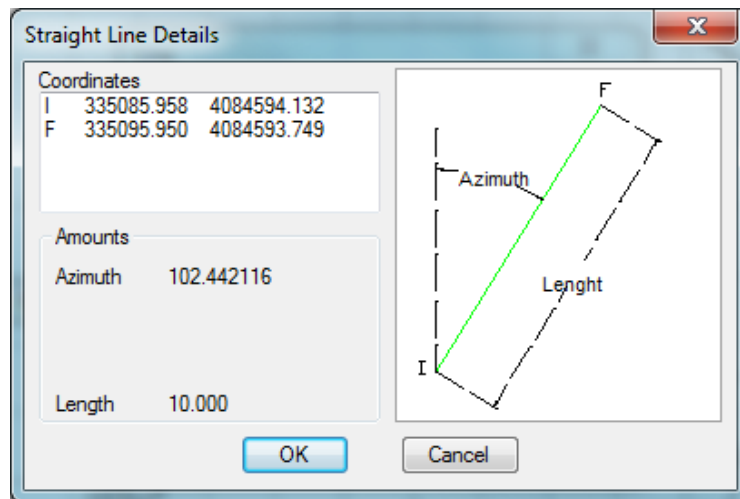 Straight Line Details
Coordinates
I 335085.958 4084594.132
F 335095.950 4084593.749
Amounts
Azimuth 102.442116
Length 10.000
F
Azimuth
Lenght
I
OK
Cancel